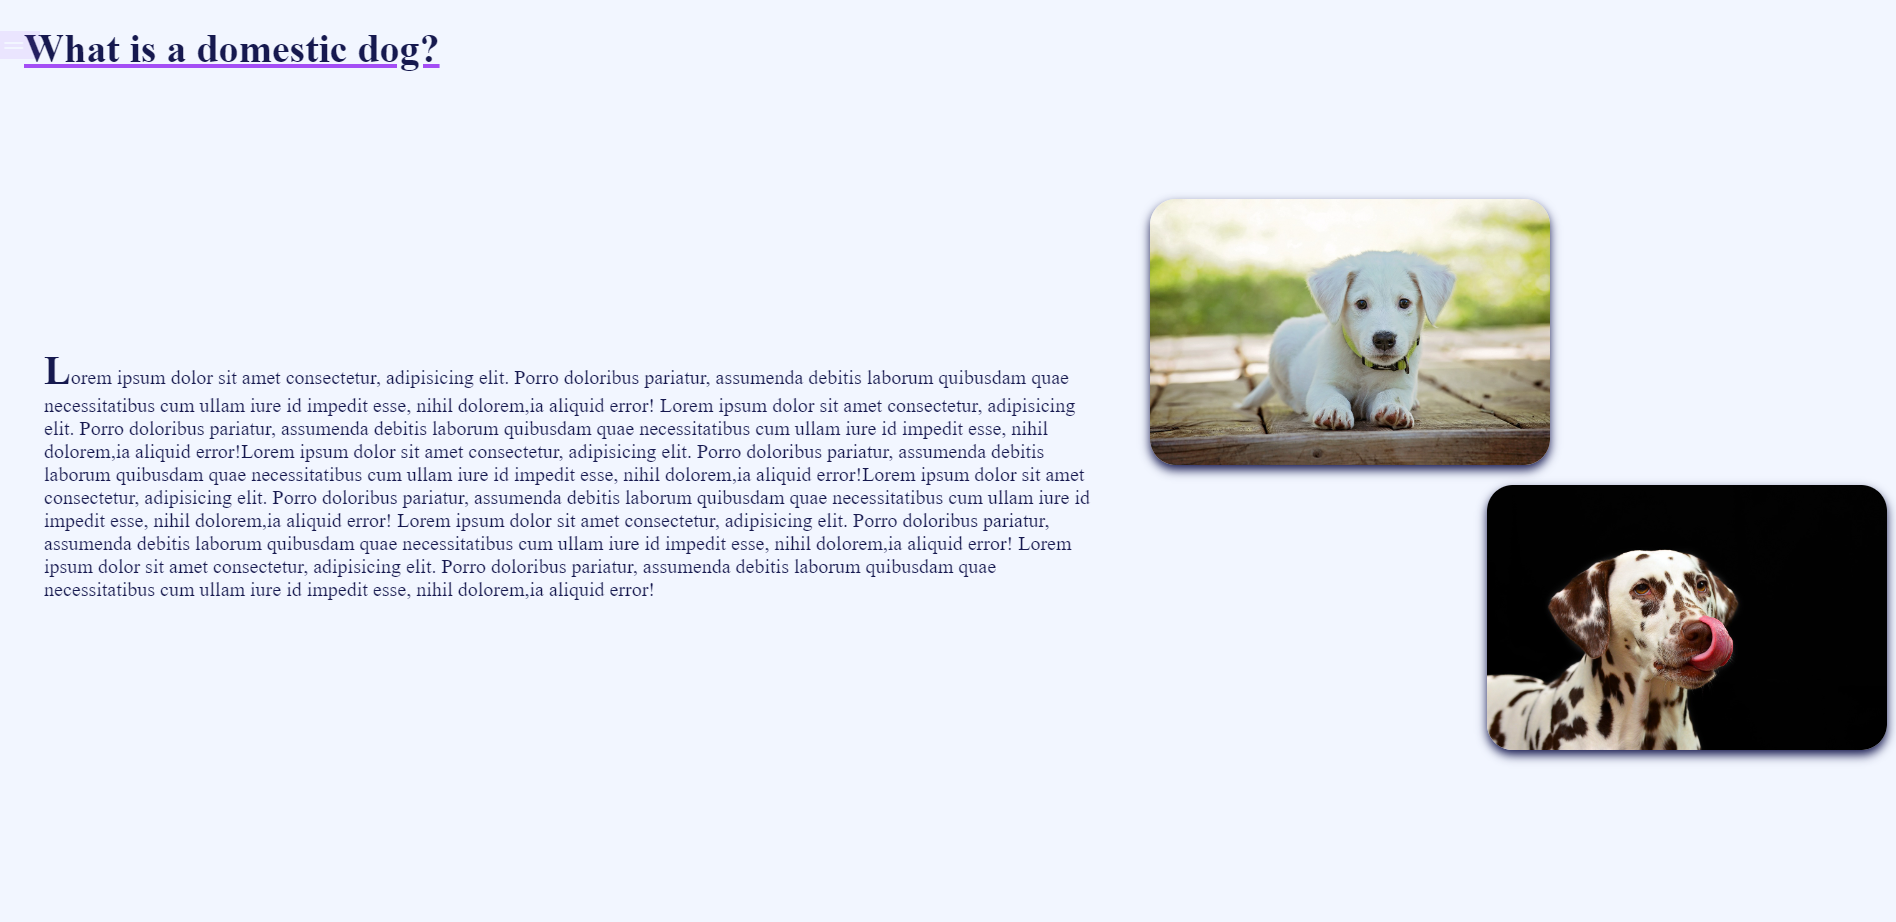 What is a domestic dog?
Lorem ipsum dolor sit amet consectetur, adipisicing elit. Porro doloribus pariatur, assumenda debitis laborum quibusdam quae
necessitatibus cum ullam iure id impedit esse, nihil dolorem,ia aliquid error! Lorem ipsum dolor sit amet consectetur, adipisicing
elit. Porro doloribus pariatur, assumenda debitis laborum quibusdam quae necessitatibus cum ullam iure id impedit esse, nihil
dolorem,ia aliquid error!Lorem ipsum dolor sit amet consectetur, adipisicing elit. Porro doloribus pariatur, assumenda debitis
laborum quibusdam quae necessitatibus cum ullam iure id impedit esse, nihil dolorem,ia aliquid error!Lorem ipsum dolor sit amet
consectetur, adipisicing elit. Porro doloribus pariatur, assumenda debitis laborum quibusdam quae necessitatibus cum ullam iure id
impedit esse, nihil dolorem,ia aliquid error! Lorem ipsum dolor sit amet consectetur, adipisicing elit. Porro doloribus pariatur,
assumenda debitis laborum quibusdam quae necessitatibus cum ullam iure id impedit esse, nihil dolorem,ia aliquid error! Lorem
ipsum dolor sit amet consectetur, adipisicing elit. Porro doloribus pariatur, assumenda debitis laborum quibusdam quae
necessitatibus cum ullam iure id impedit esse, nihil dolorem,ia aliquid error!